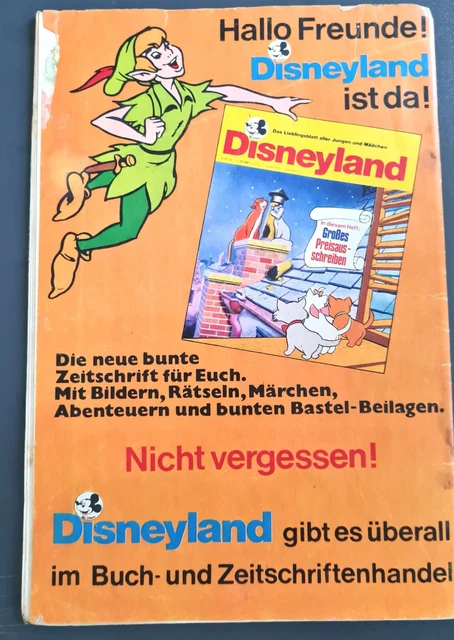 Hallo Freunde!
Disneyland
ist da!
Das Lieblingsblatt aller Jungen und Mädchen
Disneyland
In diesem Heft:
Großes
Preisaus-
schreiben
Die neue bunte
Zeitschrift für Euch.
Mit Bildern, Rätseln, Märchen,
Abenteuern und bunten Bastel-Beilagen.
Nicht vergessen!
Disneyland gibt es überall
im Buch- und Zeitschriftenhandel